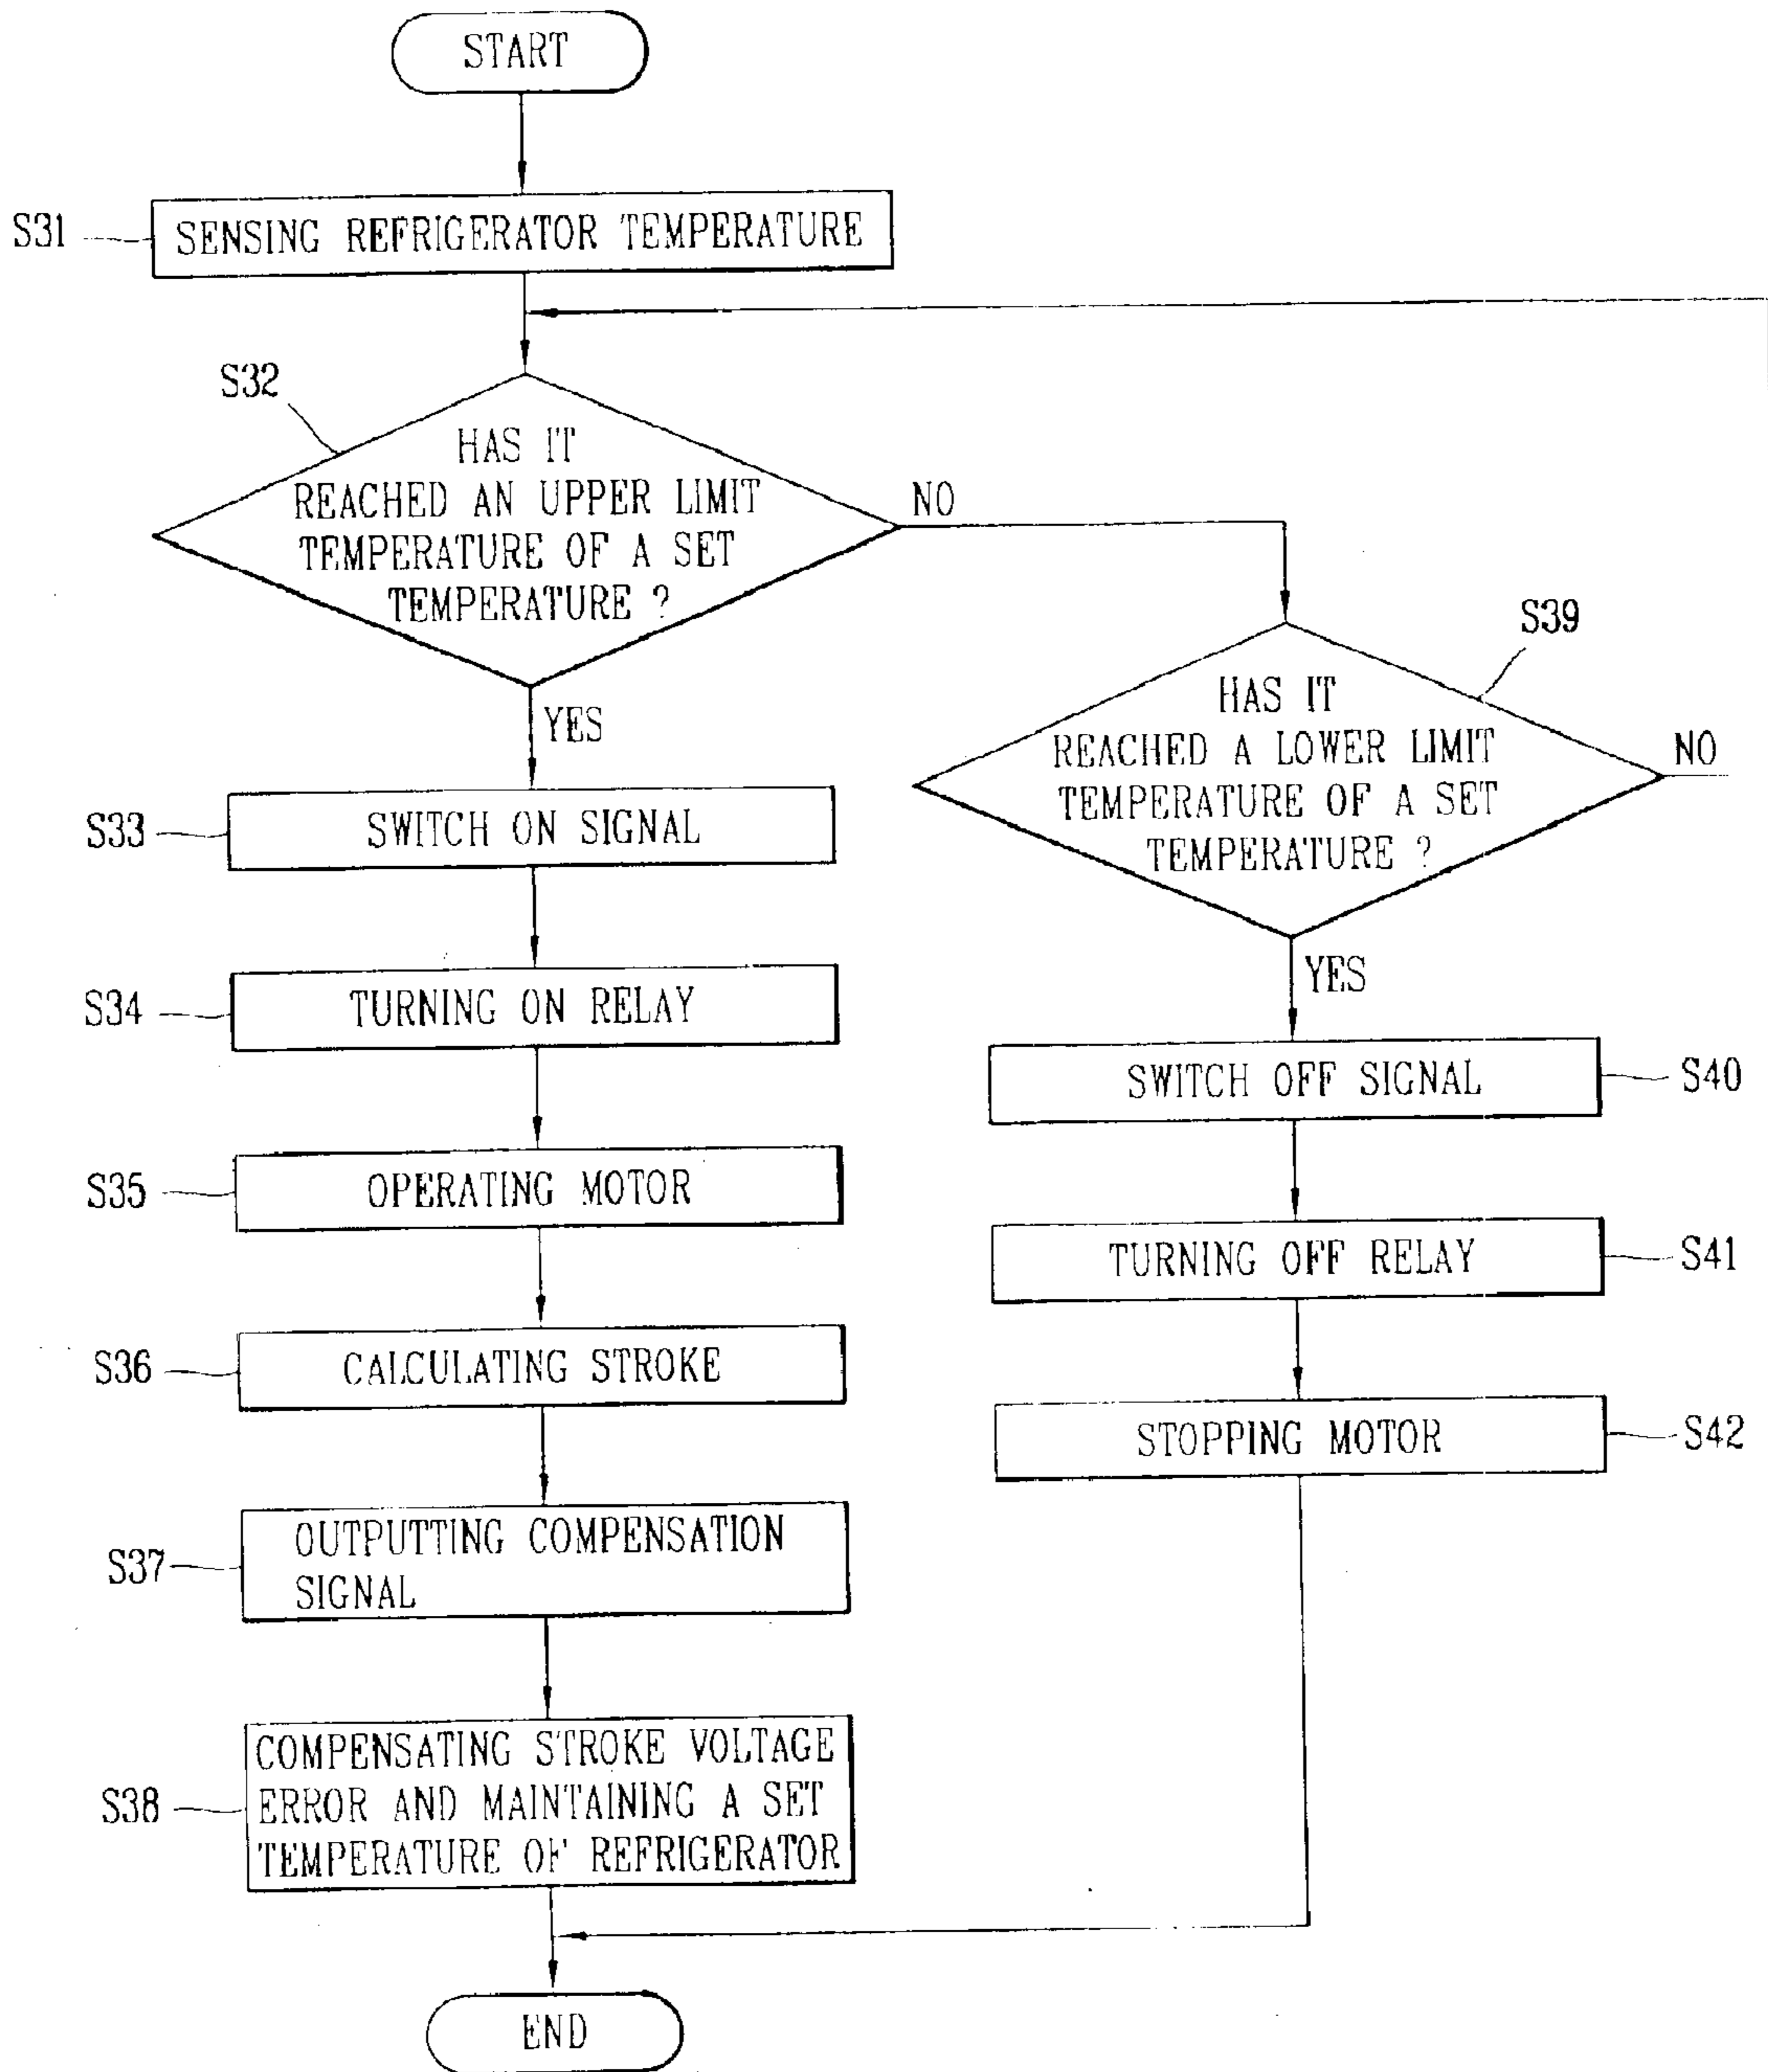 START
S31
SENSING REFRIGERATOR TEMPERATURE
S32
HAS IT
REACHED AN UPPER LIMIT
TEMPERATURE OF A SET
TEMPERATURE ?
NO
YES
S39
HAS IT
REACHED A LOWER LIMIT
TEMPERATURE OF A SET
TEMPERATURE ?
NO
YES
S33
SWITCH ON SIGNAL
S34
TURNING ON RELAY
S35
OPERATING MOTOR
S36
CALCULATING STROKE
S37
OUTPUTTING COMPENSATION
SIGNAL
S38
COMPENSATING STROKE VOLTAGE
ERROR AND MAINTAINING A SET
TEMPERATURE OF REFRIGERATOR
SWITCH OFF SIGNAL
S40
TURNING OFF RELAY
S41
STOPPING MOTOR
S42
END